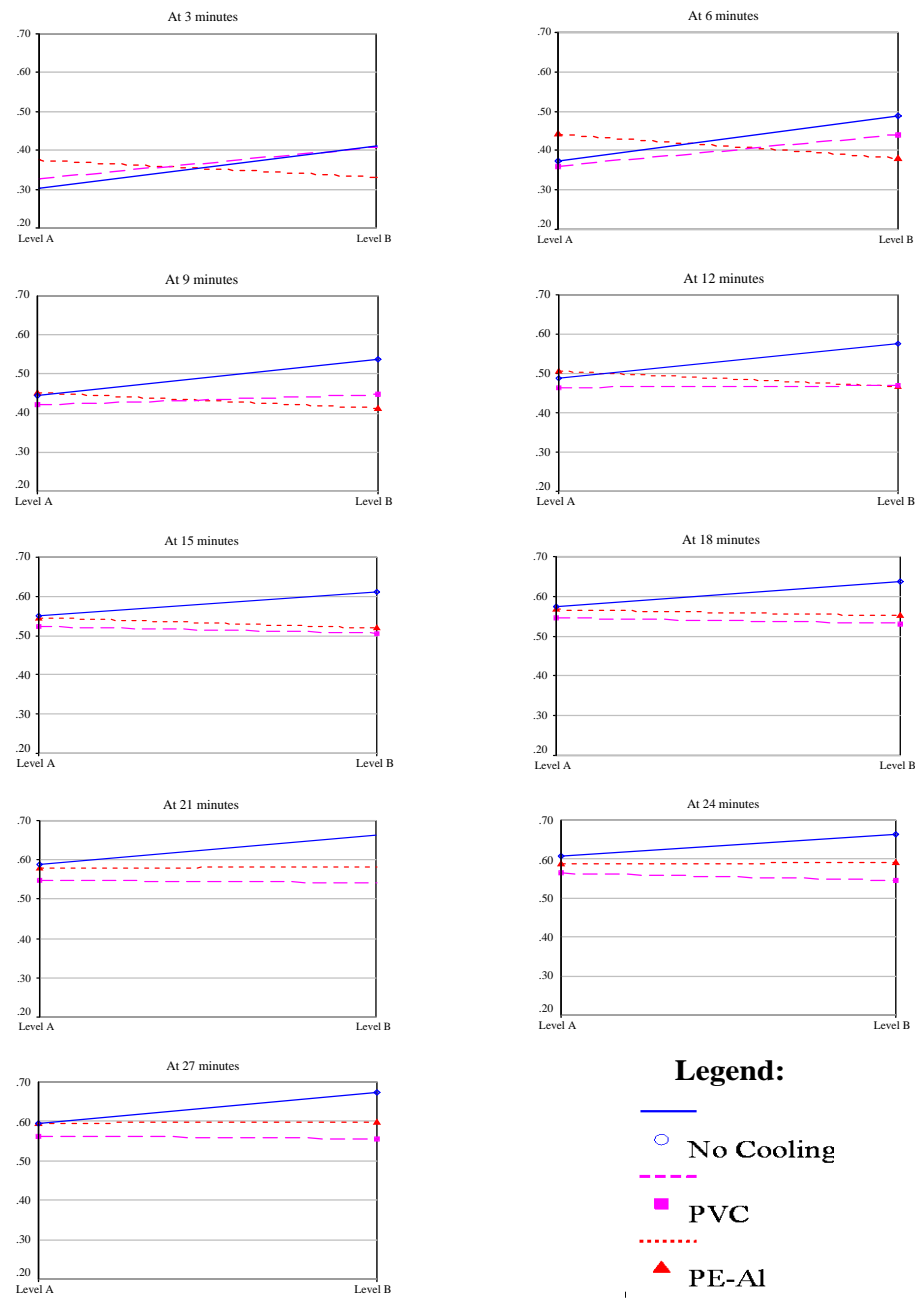 At 3 minutes
.70
.60
.50
.40
.30
.20
Level A Level B
At 6 minutes
.70
.60
.50
.40
.30
.20
Level A Level B
At 9 minutes
.70
.60
.50
.40
.30
.20
Level A Level B
At 12 minutes
.70
.60
.50
.40
.30
.20
Level A Level B
At 15 minutes
.70
.60
.50
.40
.30
.20
Level A Level B
At 18 minutes
.70
.60
.50
.40
.30
.20
Level A Level B
At 21 minutes
.70
.60
.50
.40
.30
.20
Level A Level B
At 24 minutes
.70
.60
.50
.40
.30
.20
Level A Level B
At 27 minutes
.70
.60
.50
.40
.30
.20
Level A Level B
Legend:
No Cooling
PVC
PE-Al